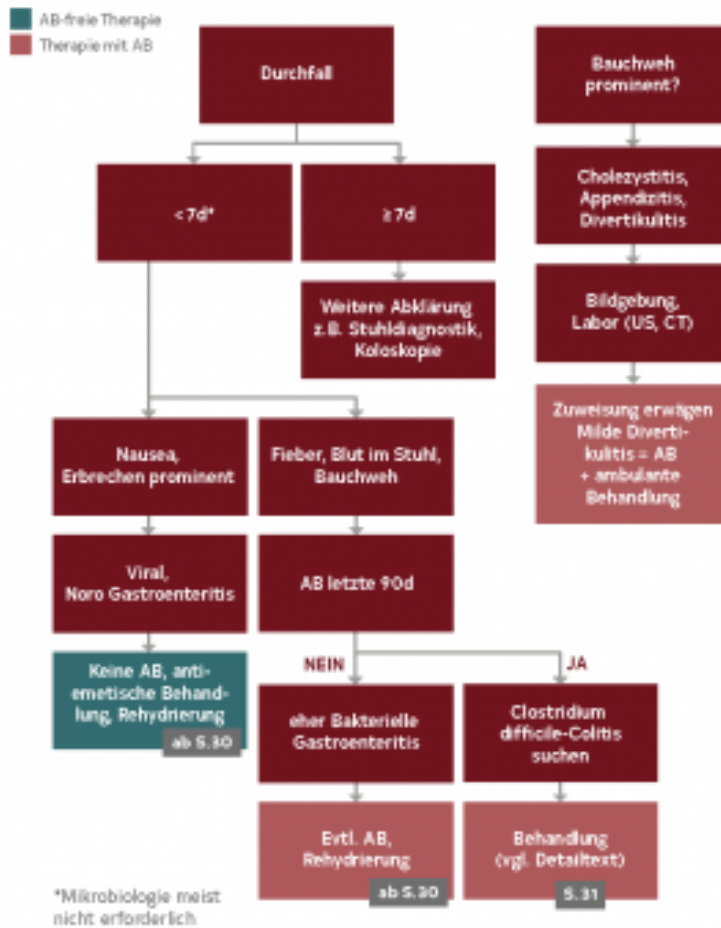 AB-freie Therapie
Therapie mit AB
Durchfall
< 7d*
≥ 7d
Weitere Abklärung
z.B. Stuhldiagnostik,
Koloskopie
Nausea,
Erbrechen prominent
Fieber, Blut im Stuhl,
Bauchweh
Viral,
Noro Gastroenteritis
AB letzte 90d
Keine AB, anti-
emetische Behand-
lung, Rehydrierung
ab S.30
NEIN
JA
eher Bakterielle
Gastroenteritis
Clostridium
difficile-Colitis
suchen
Evtl. AB,
Rehydrierung
ab S.30
Behandlung
(vgl. Detailtext)
S.31
*Mikrobiologie meist
nicht erforderlich
Bauchweh
prominent?
Cholezystitis,
Appendizitis,
Divertikulitis
Bildgebung,
Labor (US, CT)
Zuweisung erwägen
Milde Diverti-
kulitis = AB
+ ambulante
Behandlung